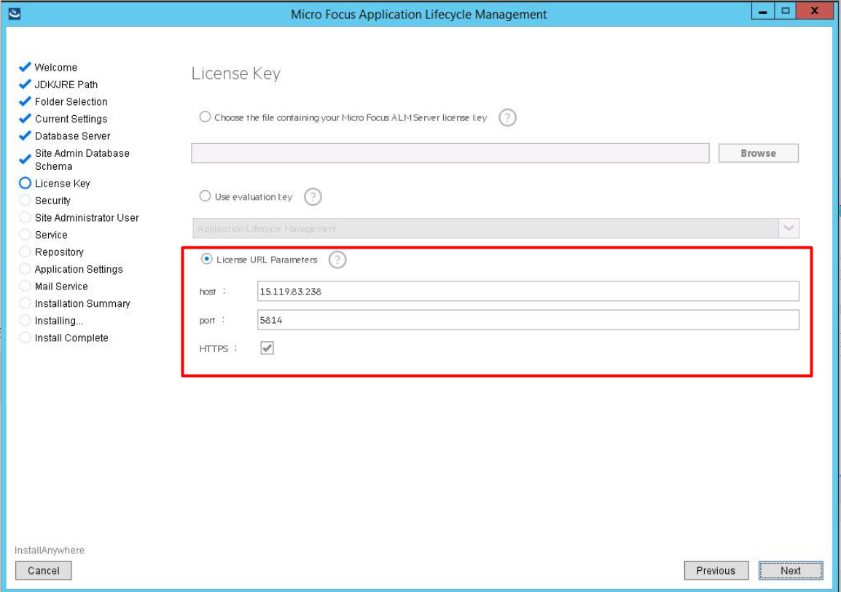 Micro Focus Application Lifecycle Management
Welcome
JDK/JRE Path
Folder Selection
Current Settings
Database Server
Site Admin Database
Schema
License Key
Security
Site Administrator User
Service
Repository
Application Settings
Mail Service
Installation Summary
Installing...
Install Complete
License Key
Choose the file containing your Micro Focus ALM Server license key ?
Browse
Use evaluation key ?
Application Lifecycle Management
License URL Parameters ?
host :
15.119.83.238
port :
5814
HTTPS :
InstallAnywhere
Cancel
Previous
Next